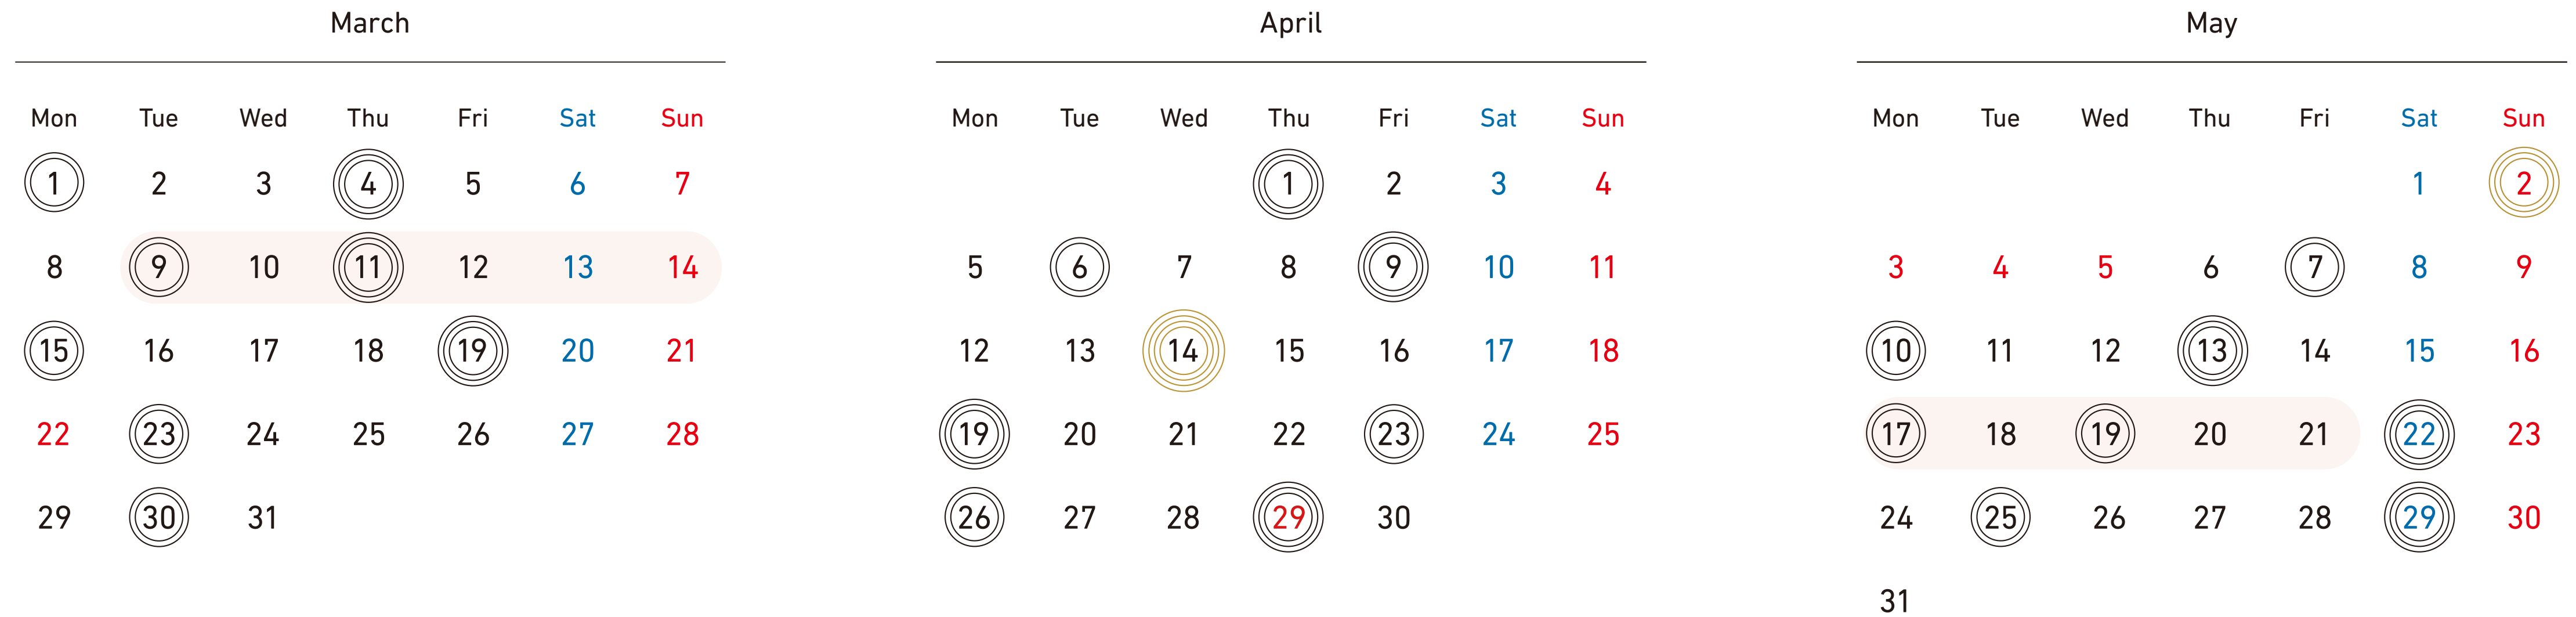 March
Mon Tue Wed Thu Fri Sat Sun
1 2 3 4 5 6 7
8 9 10 11 12 13 14
15 16 17 18 19 20 21
22 23 24 25 26 27 28
29 30 31
April
Mon Tue Wed Thu Fri Sat Sun
1 2 3 4
5 6 7 8 9 10 11
12 13 14 15 16 17 18
19 20 21 22 23 24 25
26 27 28 29 30
May
Mon Tue Wed Thu Fri Sat Sun
1 2
3 4 5 6 7 8 9
10 11 12 13 14 15 16
17 18 19 20 21 22 23
24 25 26 27 28 29 30
31